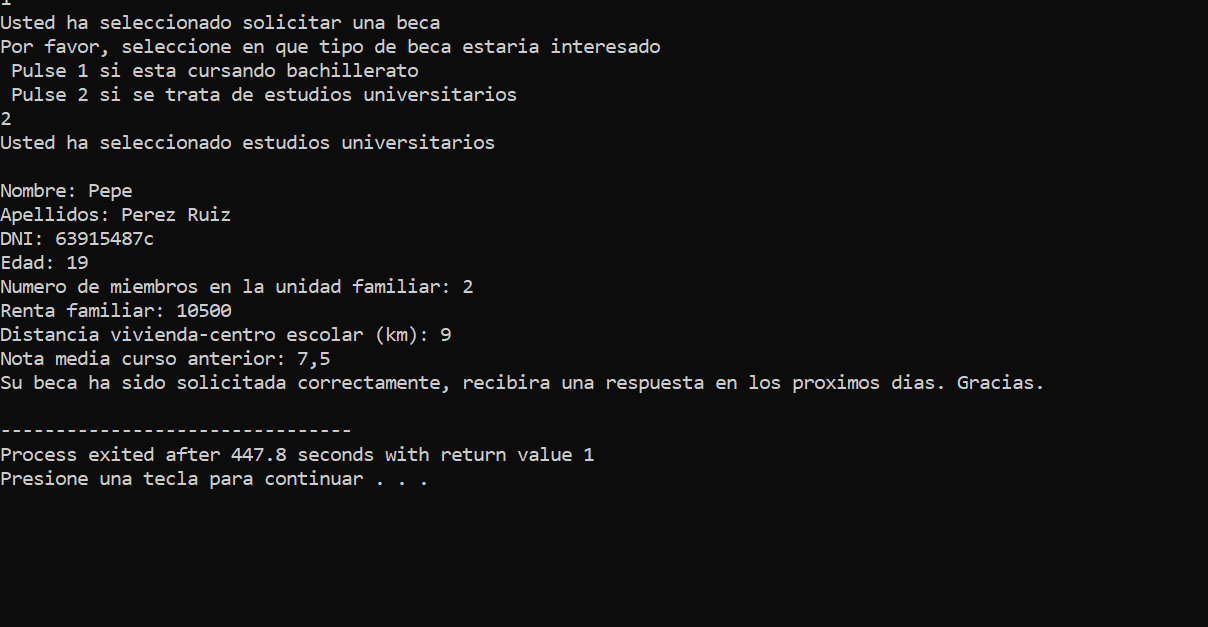 1
Usted ha seleccionado solicitar una beca
Por favor, seleccione en que tipo de beca estaria interesado
 Pulse 1 si esta cursando bachillerato
 Pulse 2 si se trata de estudios universitarios
2
Usted ha seleccionado estudios universitarios

Nombre: Pepe
Apellidos: Perez Ruiz
DNI: 63915487c
Edad: 19
Numero de miembros en la unidad familiar: 2
Renta familiar: 10500
Distancia vivienda-centro escolar (km): 9
Nota media curso anterior: 7,5
Su beca ha sido solicitada correctamente, recibira una respuesta en los proximos dias. Gracias.

--------------------------------
Process exited after 447.8 seconds with return value 1
Presione una tecla para continuar . . .